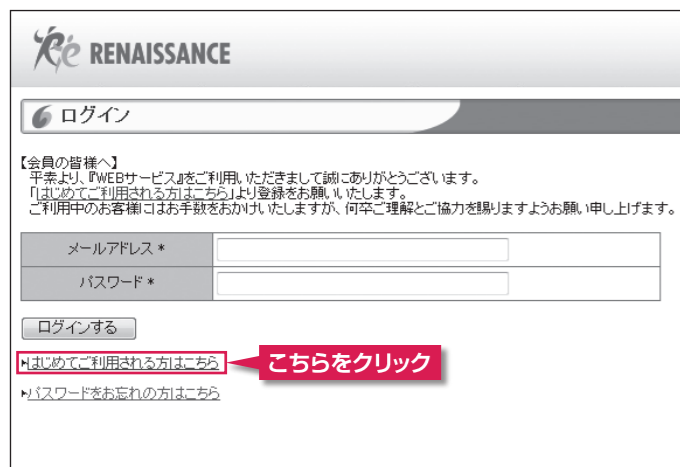 RENAISSANCE
ログイン
【会員の皆様へ】
平素より、『WEBサービス』をご利用いただきまして誠にありがとうございます。
「はじめてご利用される方はこちら」より登録をお願いいたします。
ご利用中のお客様にはお手数をおかけいたしますが、何卒ご理解とご協力を賜りますようお願い申し上げます。
メールアドレス *
パスワード *
ログインする
はじめてご利用される方はこちら
こちらをクリック
パスワードをお忘れの方はこちら